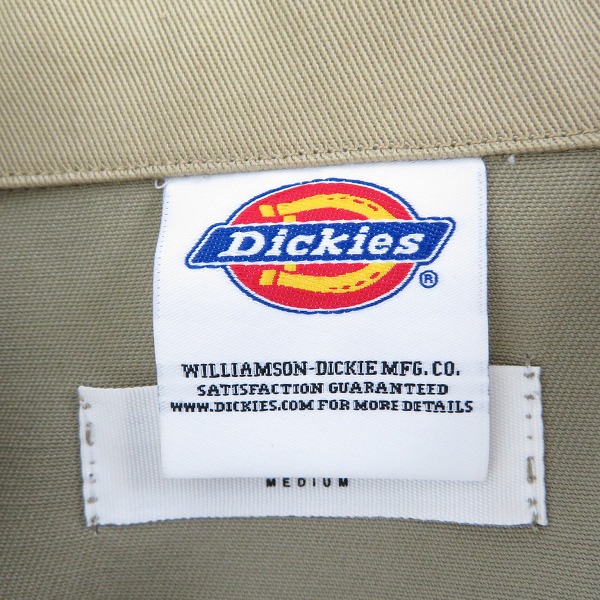 Dickies
®
WILLIAMSON-DICKIE MFG. CO.
SATISFACTION GUARANTEED
WWW.DICKIES.COM FOR MORE DETAILS
MEDIUM